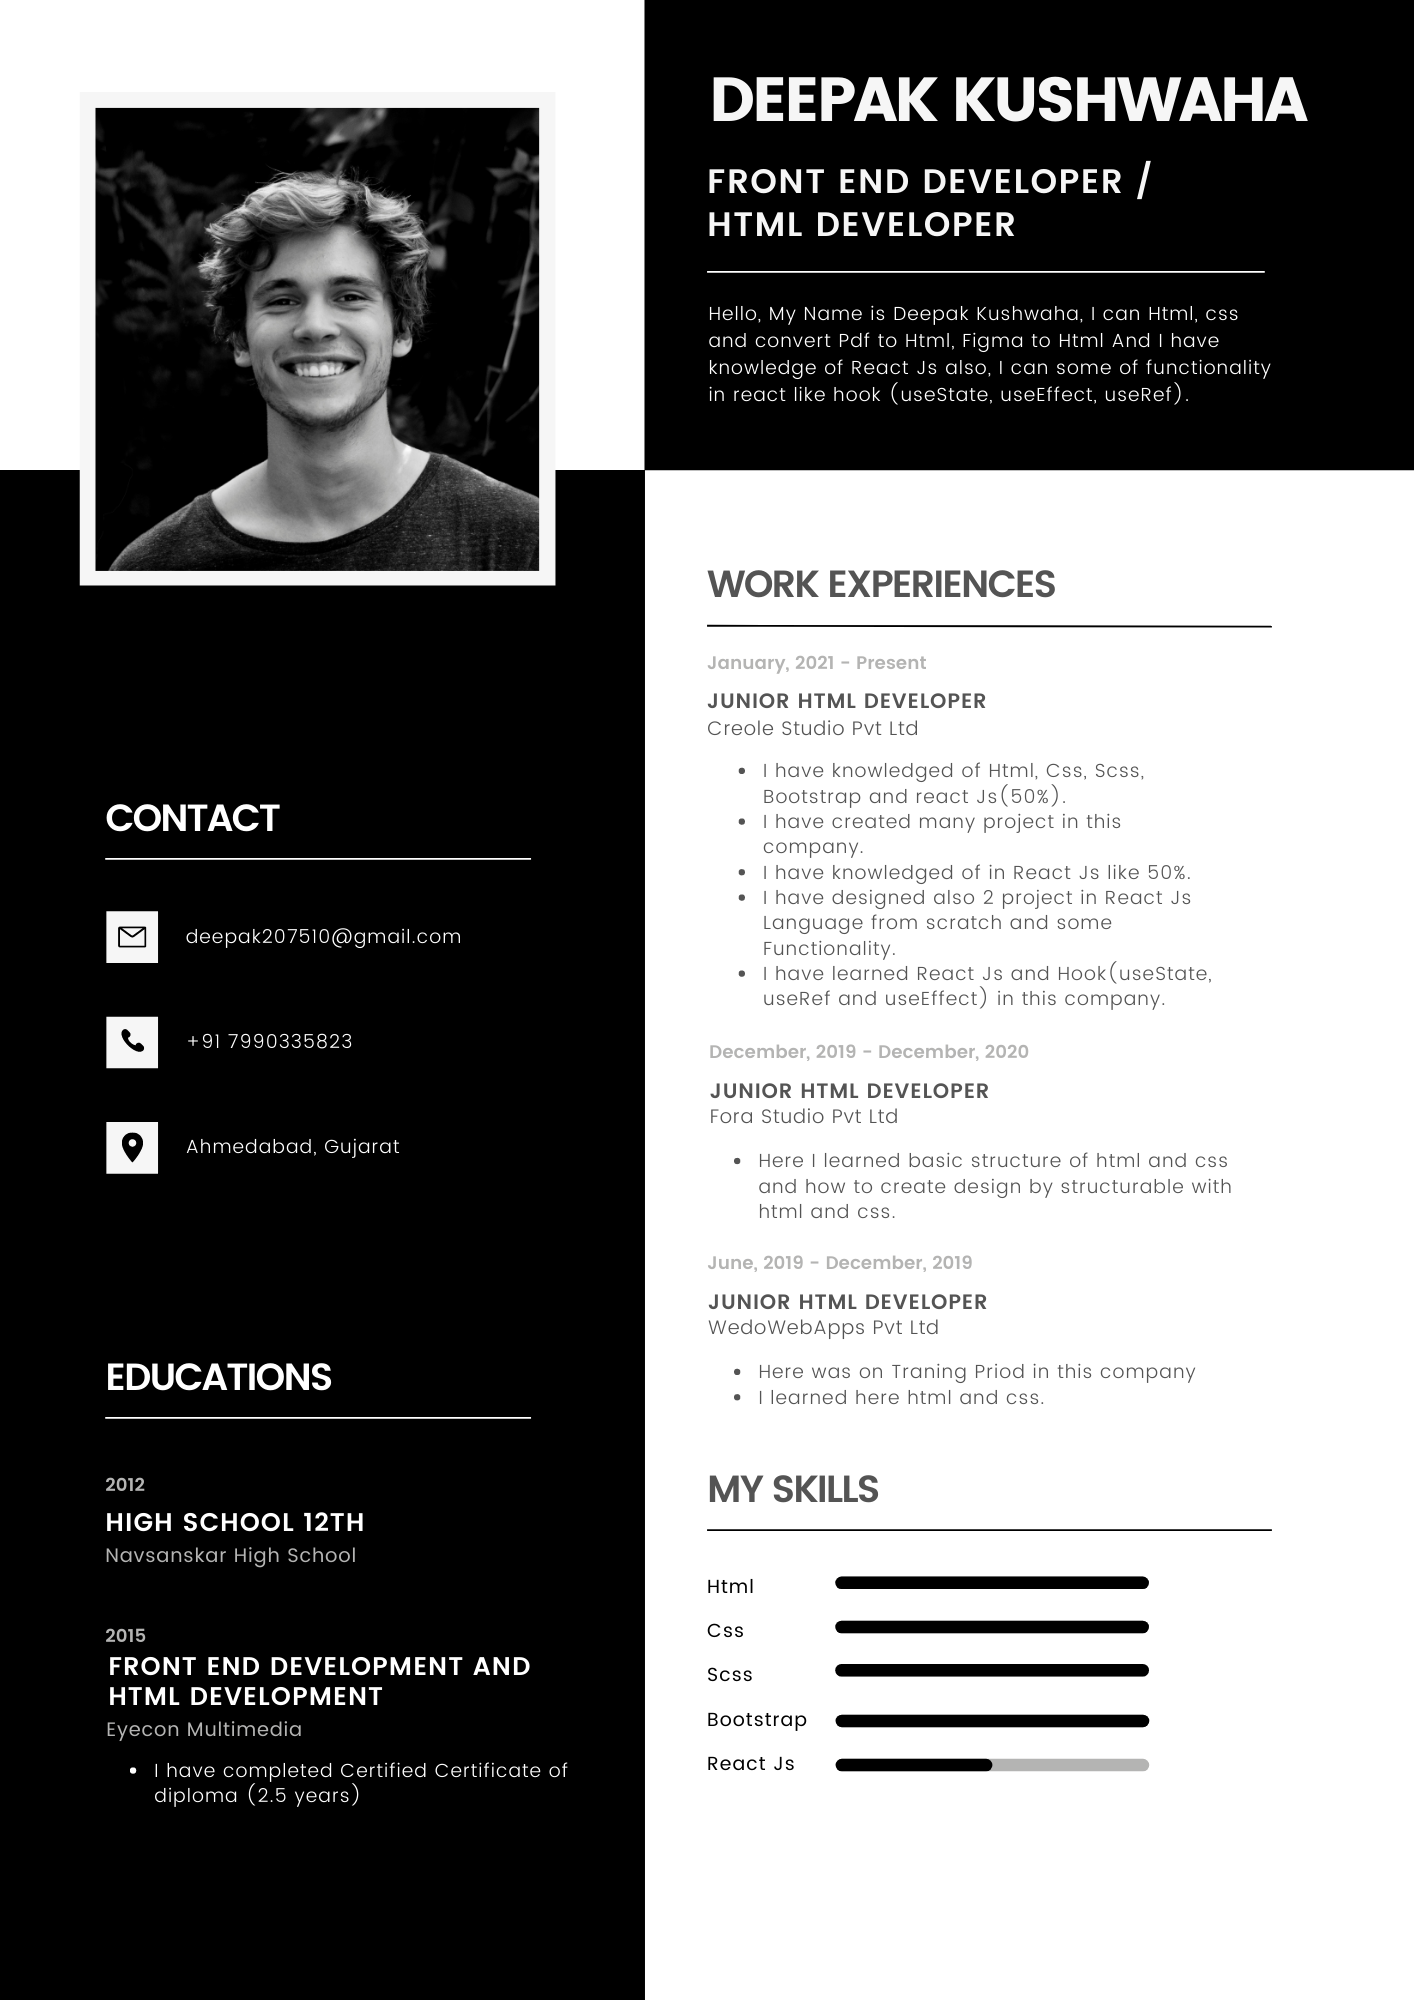 DEEPAK KUSHWAHA
FRONT END DEVELOPER /
HTML DEVELOPER
Hello, My Name is Deepak Kushwaha, I can Html, css
and convert Pdf to Html, Figma to Html And I have
knowledge of React Js also, I can some of functionality
in react like hook (useState, useEffect, useRef).
CONTACT
deepak207510@gmail.com
+91 7990335823
Ahmedabad, Gujarat
EDUCATIONS
2012
HIGH SCHOOL 12TH
Navsanskar High School
2015
FRONT END DEVELOPMENT AND
HTML DEVELOPMENT
Eyecon Multimedia
• I have completed Certified Certificate of
diploma (2.5 years)
WORK EXPERIENCES
January, 2021 - Present
JUNIOR HTML DEVELOPER
Creole Studio Pvt Ltd
• I have knowledged of Html, Css, Scss,
Bootstrap and react Js(50%).
• I have created many project in this
company.
• I have knowledged of in React Js like 50%.
• I have designed also 2 project in React Js
Language from scratch and some
Functionality.
• I have learned React Js and Hook(useState,
useRef and useEffect) in this company.
December, 2019 - December, 2020
JUNIOR HTML DEVELOPER
Fora Studio Pvt Ltd
• Here I learned basic structure of html and css
and how to create design by structurable with
html and css.
June, 2019 - December, 2019
JUNIOR HTML DEVELOPER
WedoWebApps Pvt Ltd
• Here was on Traning Priod in this company
• I learned here html and css.
MY SKILLS
Html
Css
Scss
Bootstrap
React Js